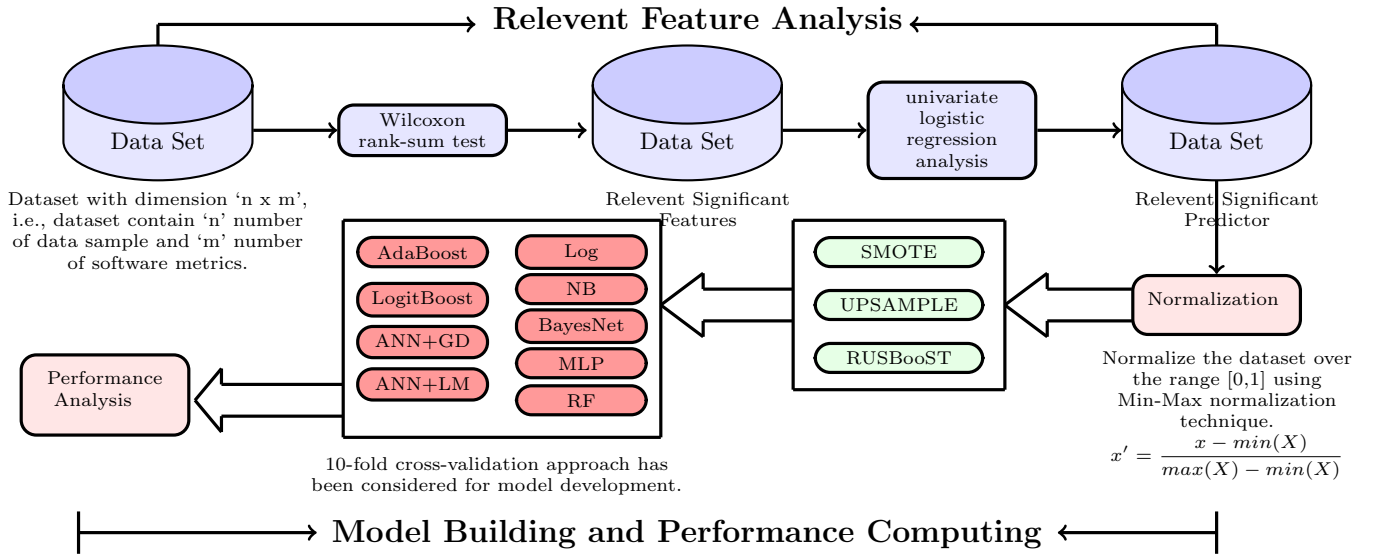 Relevent Feature Analysis
Data Set
Wilcoxon
rank-sum test
Data Set
univariate
logistic
regression
analysis
Data Set
Dataset with dimension ‘n x m’,
i.e., dataset contain ‘n’ number
of data sample and ‘m’ number
of software metrics.
Relevent Significant
Features
Relevent Significant
Predictor
AdaBoost
LogitBoost
ANN+GD
ANN+LM
Log
NB
BayesNet
MLP
RF
SMOTE
UPSAMPLE
RUSBooST
Normalization
Normalize the dataset over
the range [0,1] using
Min-Max normalization
technique.
x′ = x − min(X) / max(X) − min(X)
Performance
Analysis
10-fold cross-validation approach has
been considered for model development.
Model Building and Performance Computing